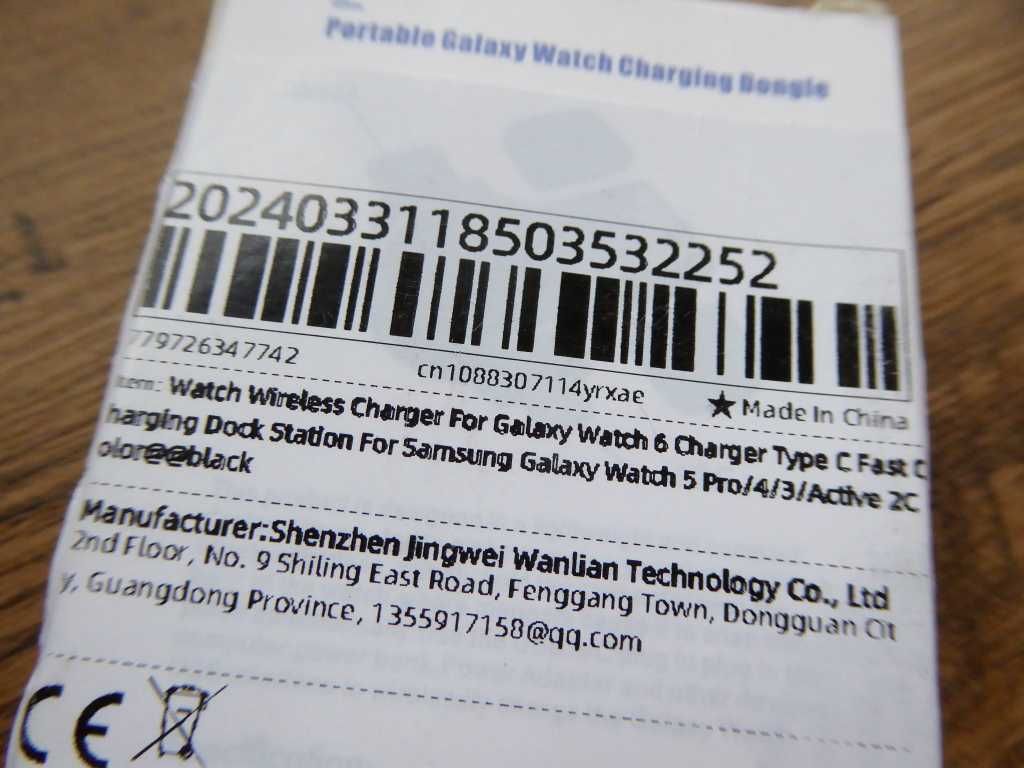 Portable Galaxy Watch Charging Dongle
2024033118503532252
779726347742
cn1088307114yrxae
★ Made In China
Item: Watch Wireless Charger For Galaxy Watch 6 Charger Type C Fast C
harging Dock Station For Samsung Galaxy Watch 5 Pro/4/3/Active 2C
olor@@black
Manufacturer:Shenzhen Jingwei Wanlian Technology Co., Ltd
2nd Floor, No. 9 Shiling East Road, Fenggang Town, Dongguan Cit
y, Guangdong Province, 1355917158@qq.com
CE